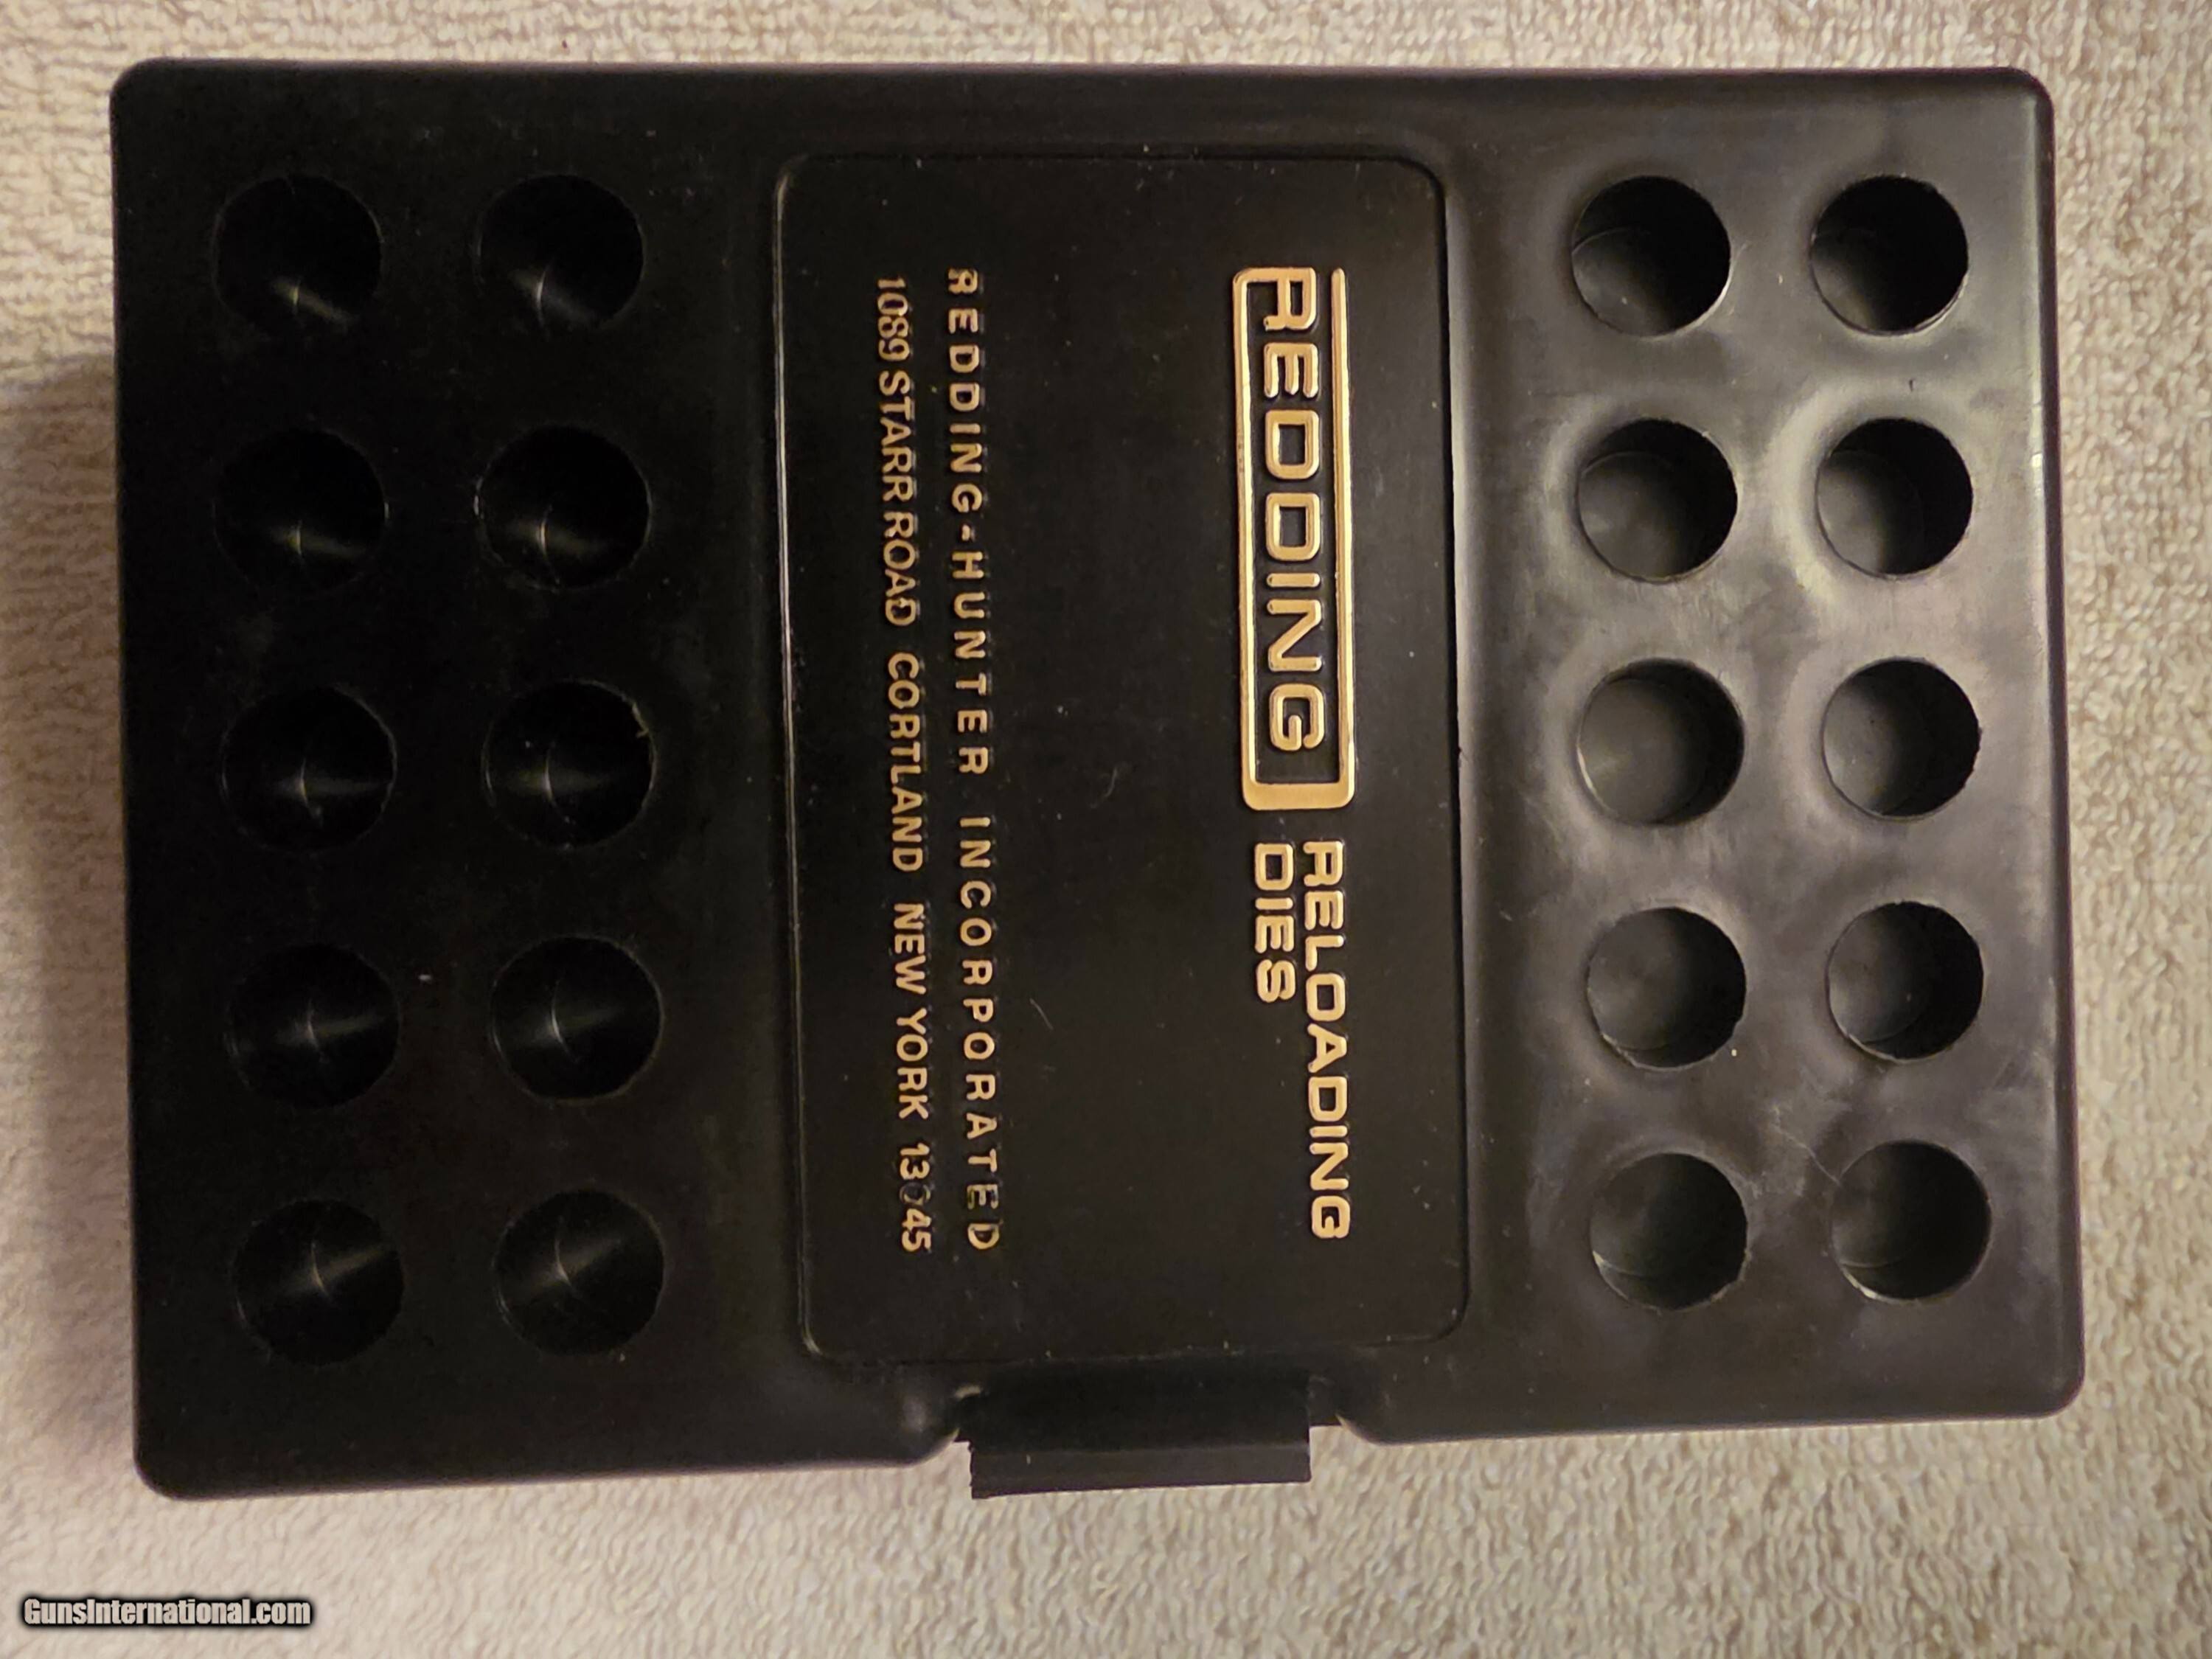 REDDING RELOADING
DIES
REDDING-HUNTER INCORPORATED
1089 STARR ROAD CORTLAND NEW YORK 13045
GunsInternational.com